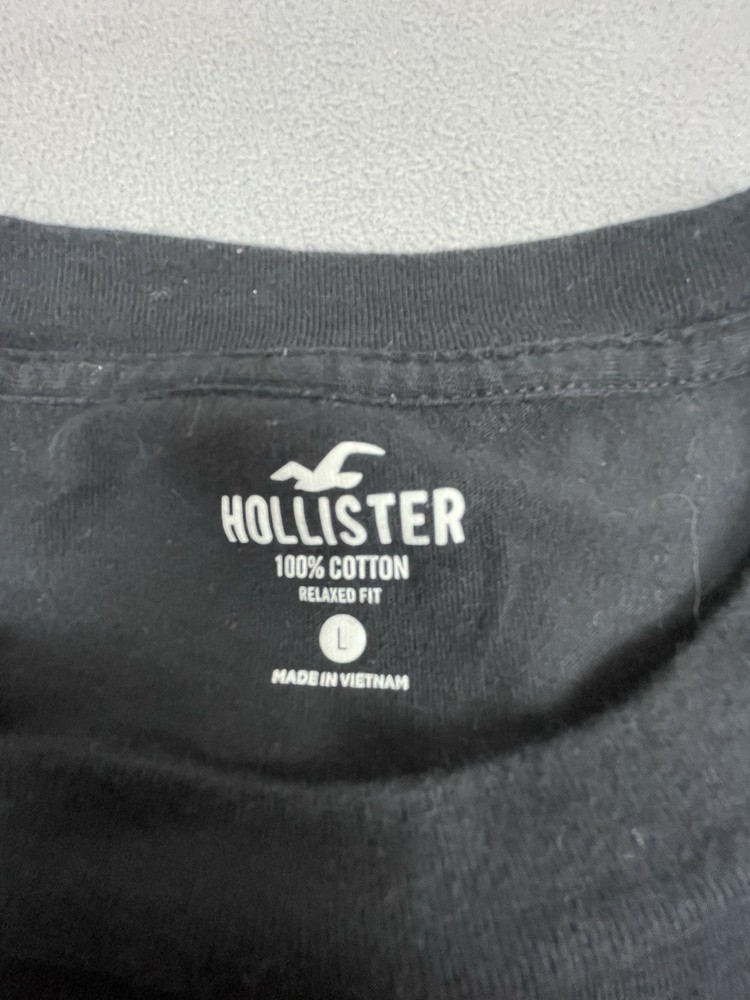 HOLLISTER
100% COTTON
RELAXED FIT
L
MADE IN VIETNAM